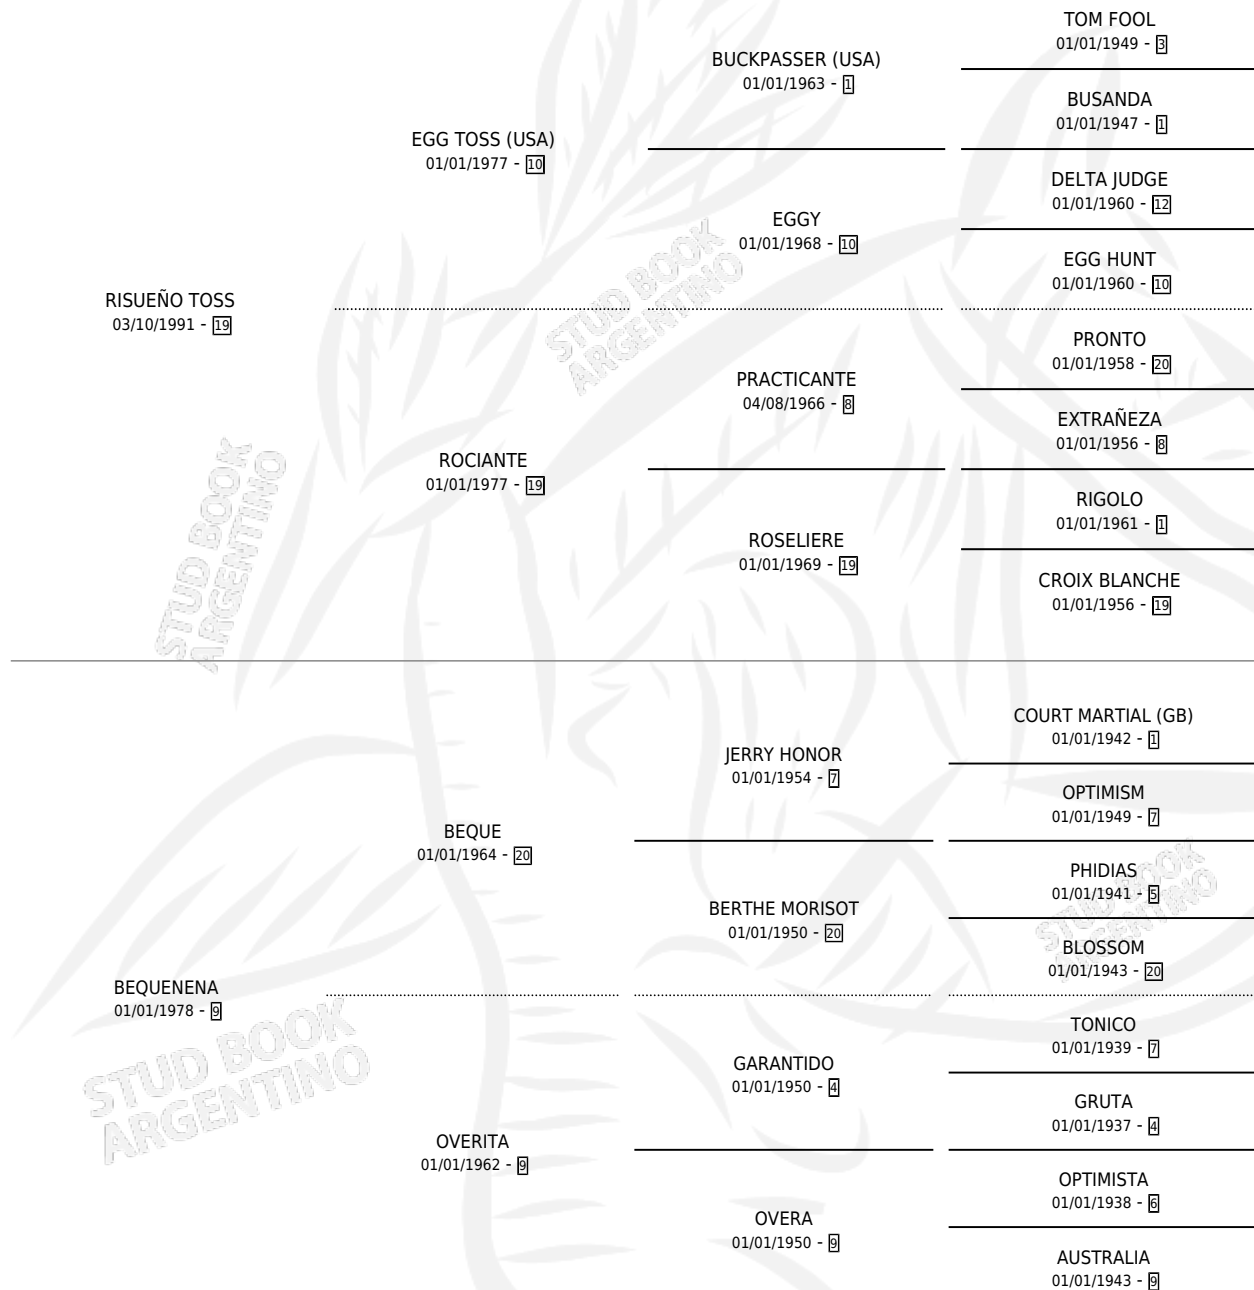 TOM FOOL
01/01/1949 - 3
BUCKPASSER (USA)
01/01/1963 - 1
BUSANDA
01/01/1947 - 1
EGG TOSS (USA)
01/01/1977 - 10
DELTA JUDGE
01/01/1960 - 12
EGGY
01/01/1968 - 10
EGG HUNT
01/01/1960 - 10
RISUEÑO TOSS
03/10/1991 - 19
PRONTO
01/01/1958 - 20
PRACTICANTE
04/08/1966 - 8
EXTRAÑEZA
01/01/1956 - 8
ROCIANTE
01/01/1977 - 19
RIGOLO
01/01/1961 - 1
ROSELIERE
01/01/1969 - 19
CROIX BLANCHE
01/01/1956 - 19
COURT MARTIAL (GB)
01/01/1942 - 1
JERRY HONOR
01/01/1954 - 7
OPTIMISM
01/01/1949 - 7
BEQUE
01/01/1964 - 20
PHIDIAS
01/01/1941 - 5
BERTHE MORISOT
01/01/1950 - 20
BLOSSOM
01/01/1943 - 20
BEQUENENA
01/01/1978 - 9
TONICO
01/01/1939 - 7
GARANTIDO
01/01/1950 - 4
GRUTA
01/01/1937 - 4
OVERITA
01/01/1962 - 9
OPTIMISTA
01/01/1938 - 6
OVERA
01/01/1950 - 9
AUSTRALIA
01/01/1943 - 9
STUD BOOK
ARGENTINO
STUD BOOK
ARGENTINO
STUD BOOK
ARGENTINO
STUD BOOK
ARGENTINO